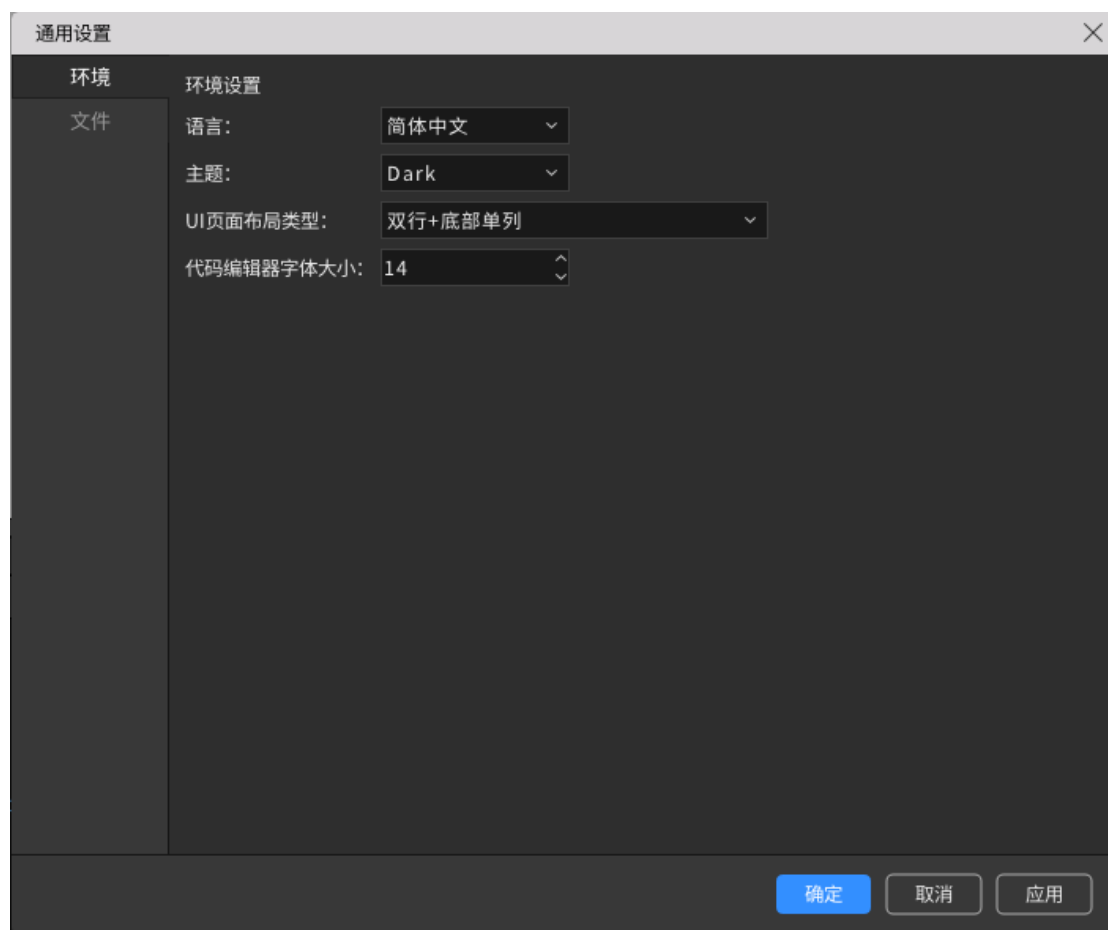 通用设置
环境
文件
环境设置
语言: 简体中文
主题: Dark
UI页面布局类型: 双行+底部单列
代码编辑器字体大小: 14
确定 取消 应用